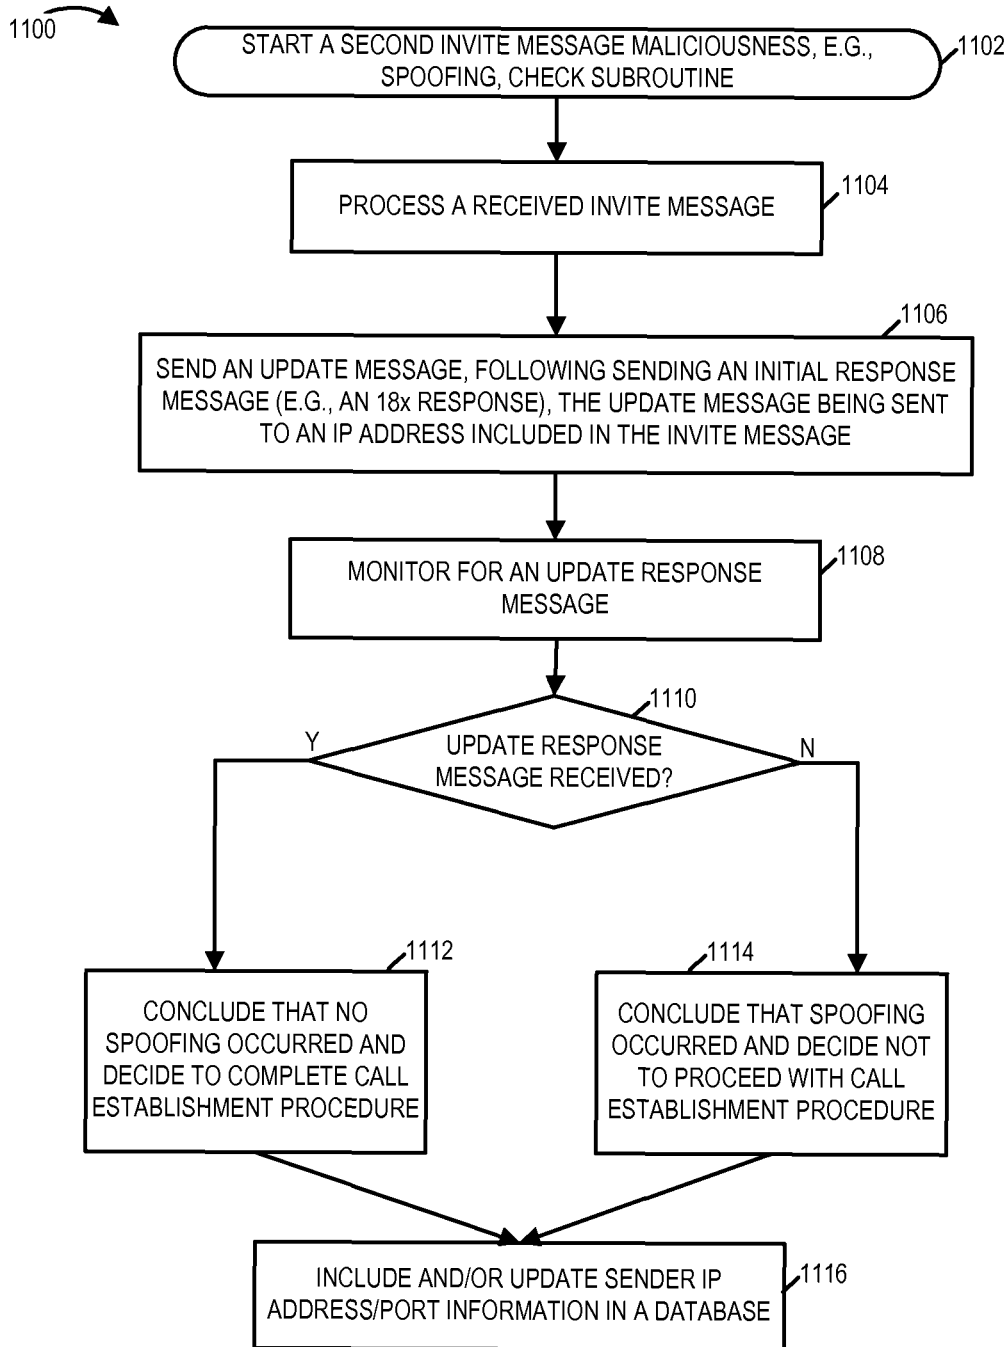 1100
START A SECOND INVITE MESSAGE MALICIOUSNESS, E.G.,
SPOOFING, CHECK SUBROUTINE
1102
PROCESS A RECEIVED INVITE MESSAGE
1104
1106
SEND AN UPDATE MESSAGE, FOLLOWING SENDING AN INITIAL RESPONSE
MESSAGE (E.G., AN 18x RESPONSE), THE UPDATE MESSAGE BEING SENT
TO AN IP ADDRESS INCLUDED IN THE INVITE MESSAGE
MONITOR FOR AN UPDATE RESPONSE
MESSAGE
1108
1110
Y
UPDATE RESPONSE
MESSAGE RECEIVED?
N
1112
CONCLUDE THAT NO
SPOOFING OCCURRED AND
DECIDE TO COMPLETE CALL
ESTABLISHMENT PROCEDURE
1114
CONCLUDE THAT SPOOFING
OCCURRED AND DECIDE NOT
TO PROCEED WITH CALL
ESTABLISHMENT PROCEDURE
INCLUDE AND/OR UPDATE SENDER IP
ADDRESS/PORT INFORMATION IN A DATABASE
1116